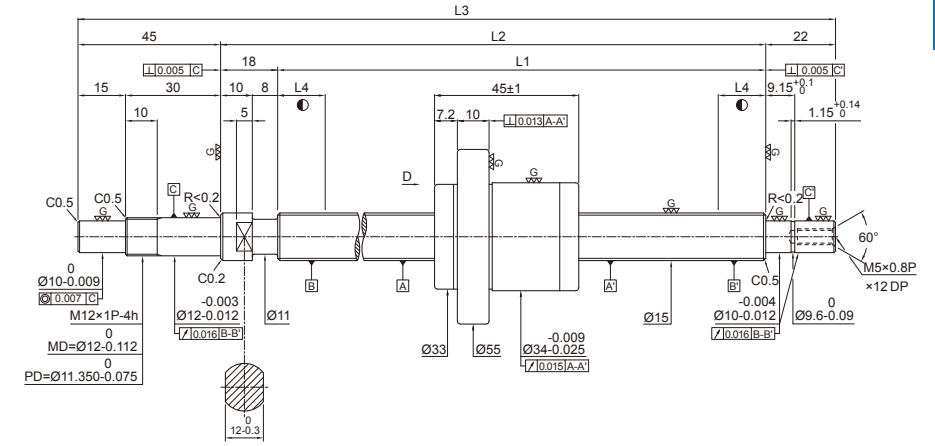 L3
45
L2
22
⊥ 0.005 C
18
L1
⊥ 0.005 C'
15
30
10
8
L4
45±1
L4
9.15 +0.1 0
10
5
7.2
10
⊥ 0.013 A-A'
1.15 +0.14 0
G
G
G
G
D
C0.5
C0.5
C
R<0.2
R<0.2
C'
G
G
G
G
G
60°
C0.2
C0.5
M5×0.8P
×12 DP
B
A
A'
B'
0
Ø10-0.009
◎ 0.007 C
M12×1P-4h
0
MD=Ø12-0.112
0
PD=Ø11.350-0.075
-0.003
Ø12-0.012
↗ 0.016 B-B'
Ø11
Ø33
Ø55
-0.009
Ø34-0.025
↗ 0.015 A-A'
Ø15
-0.004
Ø10-0.012
↗ 0.016 B-B'
0
Ø9.6-0.09
0
12-0.3